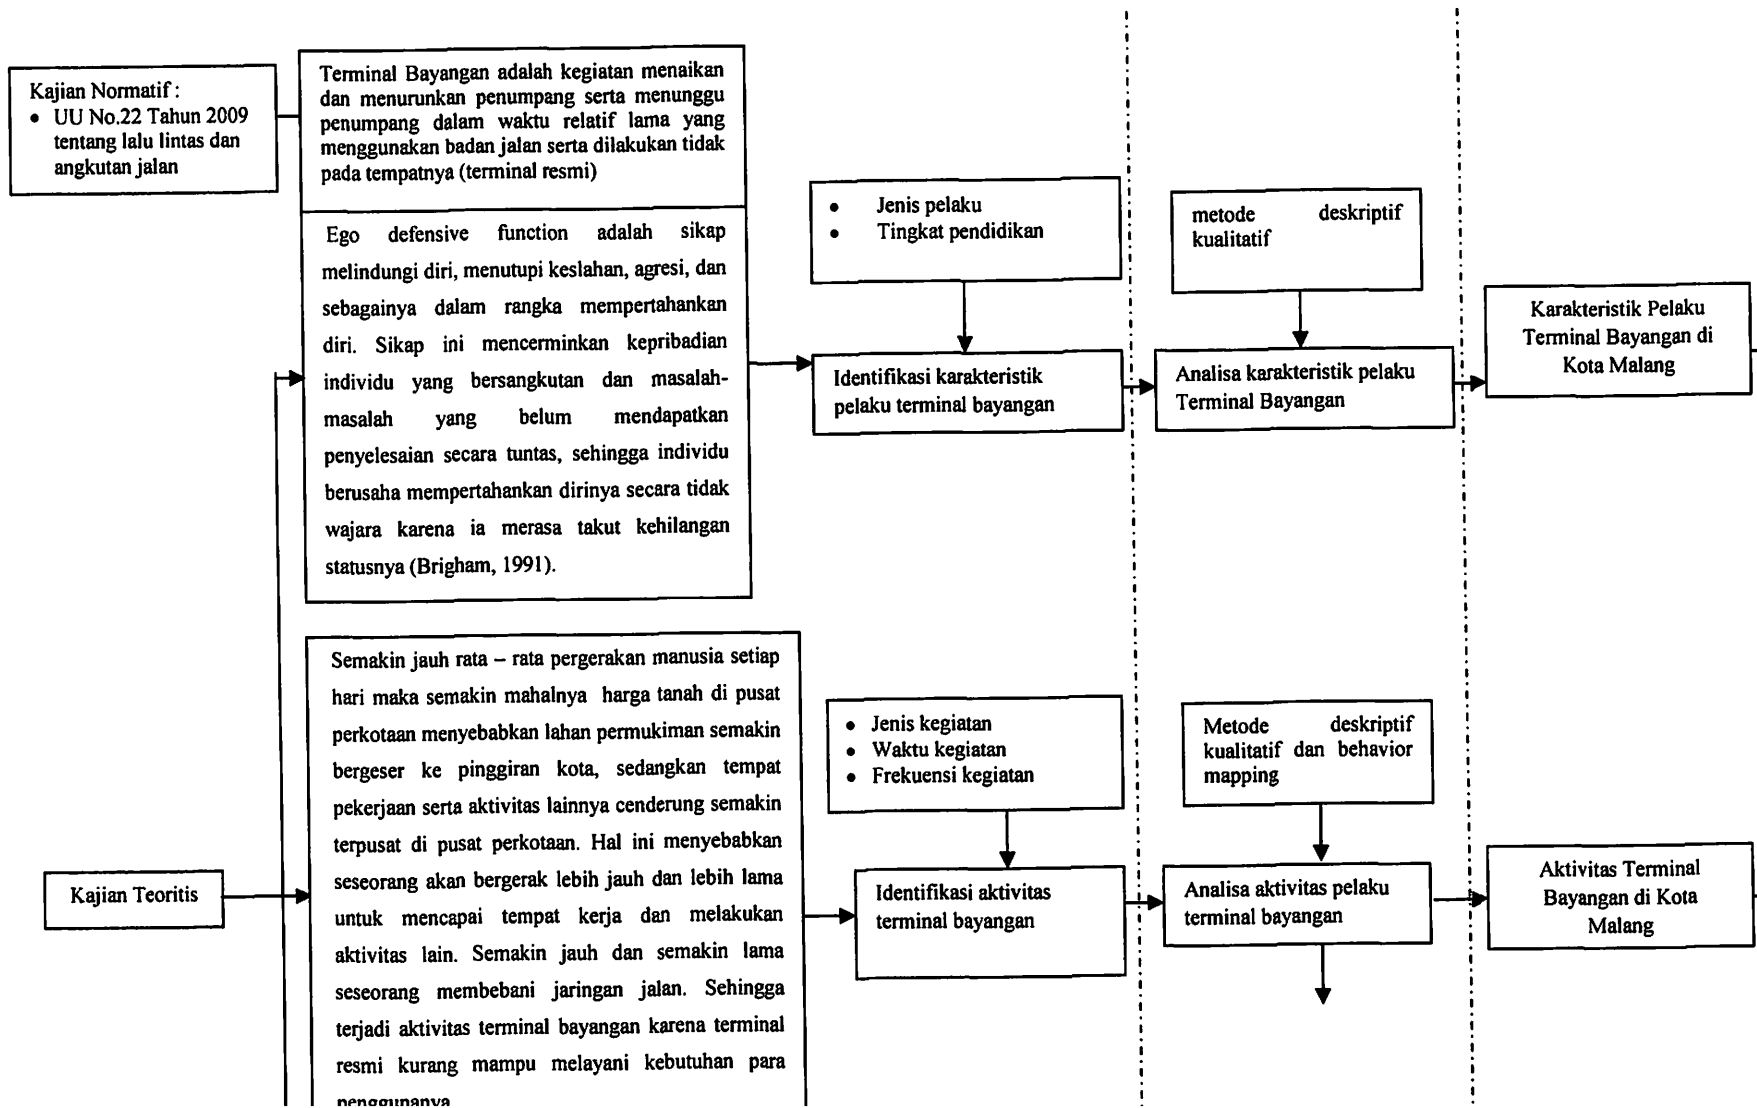 Kajian Normatif :
• UU No.22 Tahun 2009
tentang lalu lintas dan
angkutan jalan
Terminal Bayangan adalah kegiatan menaikan
dan menurunkan penumpang serta menunggu
penumpang dalam waktu relatif lama yang
menggunakan badan jalan serta dilakukan tidak
pada tempatnya (terminal resmi)
Ego defensive function adalah sikap
melindungi diri, menutupi keslahan, agresi, dan
sebagainya dalam rangka mempertahankan
diri. Sikap ini mencerminkan kepribadian
individu yang bersangkutan dan masalah-
masalah yang belum mendapatkan
penyelesaian secara tuntas, sehingga individu
berusaha mempertahankan dirinya secara tidak
wajara karena ia merasa takut kehilangan
statusnya (Brigham, 1991).
• Jenis pelaku
• Tingkat pendidikan
Identifikasi karakteristik
pelaku terminal bayangan
metode deskriptif
kualitatif
Analisa karakteristik pelaku
Terminal Bayangan
Karakteristik Pelaku
Terminal Bayangan di
Kota Malang
Kajian Teoritis
Semakin jauh rata – rata pergerakan manusia setiap
hari maka semakin mahalnya harga tanah di pusat
perkotaan menyebabkan lahan permukiman semakin
bergeser ke pinggiran kota, sedangkan tempat
pekerjaan serta aktivitas lainnya cenderung semakin
terpusat di pusat perkotaan. Hal ini menyebabkan
seseorang akan bergerak lebih jauh dan lebih lama
untuk mencapai tempat kerja dan melakukan
aktivitas lain. Semakin jauh dan semakin lama
seseorang membebani jaringan jalan. Sehingga
terjadi aktivitas terminal bayangan karena terminal
resmi kurang mampu melayani kebutuhan para
penggunanya
• Jenis kegiatan
• Waktu kegiatan
• Frekuensi kegiatan
Identifikasi aktivitas
terminal bayangan
Metode deskriptif
kualitatif dan behavior
mapping
Analisa aktivitas pelaku
terminal bayangan
Aktivitas Terminal
Bayangan di Kota
Malang